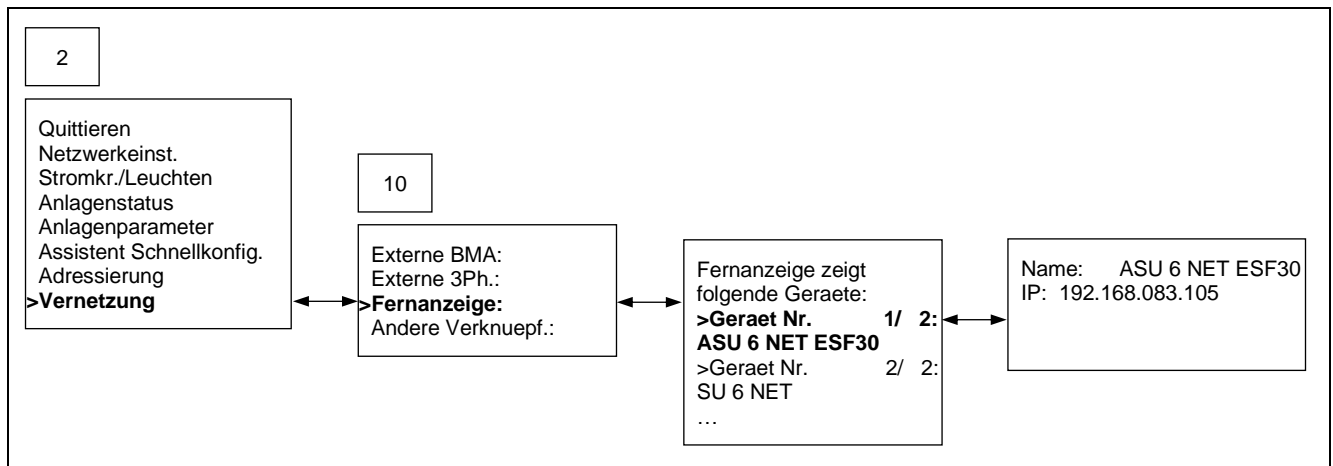 2
Quittieren
Netzwerkeinst.
Stromkr./Leuchten
Anlagenstatus
Anlagenparameter
Assistent Schnellkonfig.
Adressierung
>Vernetzung
10
Externe BMA:
Externe 3Ph.:
>Fernanzeige:
Andere Verknuepf.:
Fernanzeige zeigt
folgende Geraete:
>Geraet Nr. 1/ 2:
ASU 6 NET ESF30
>Geraet Nr. 2/ 2:
SU 6 NET
…
Name: ASU 6 NET ESF30
IP: 192.168.083.105